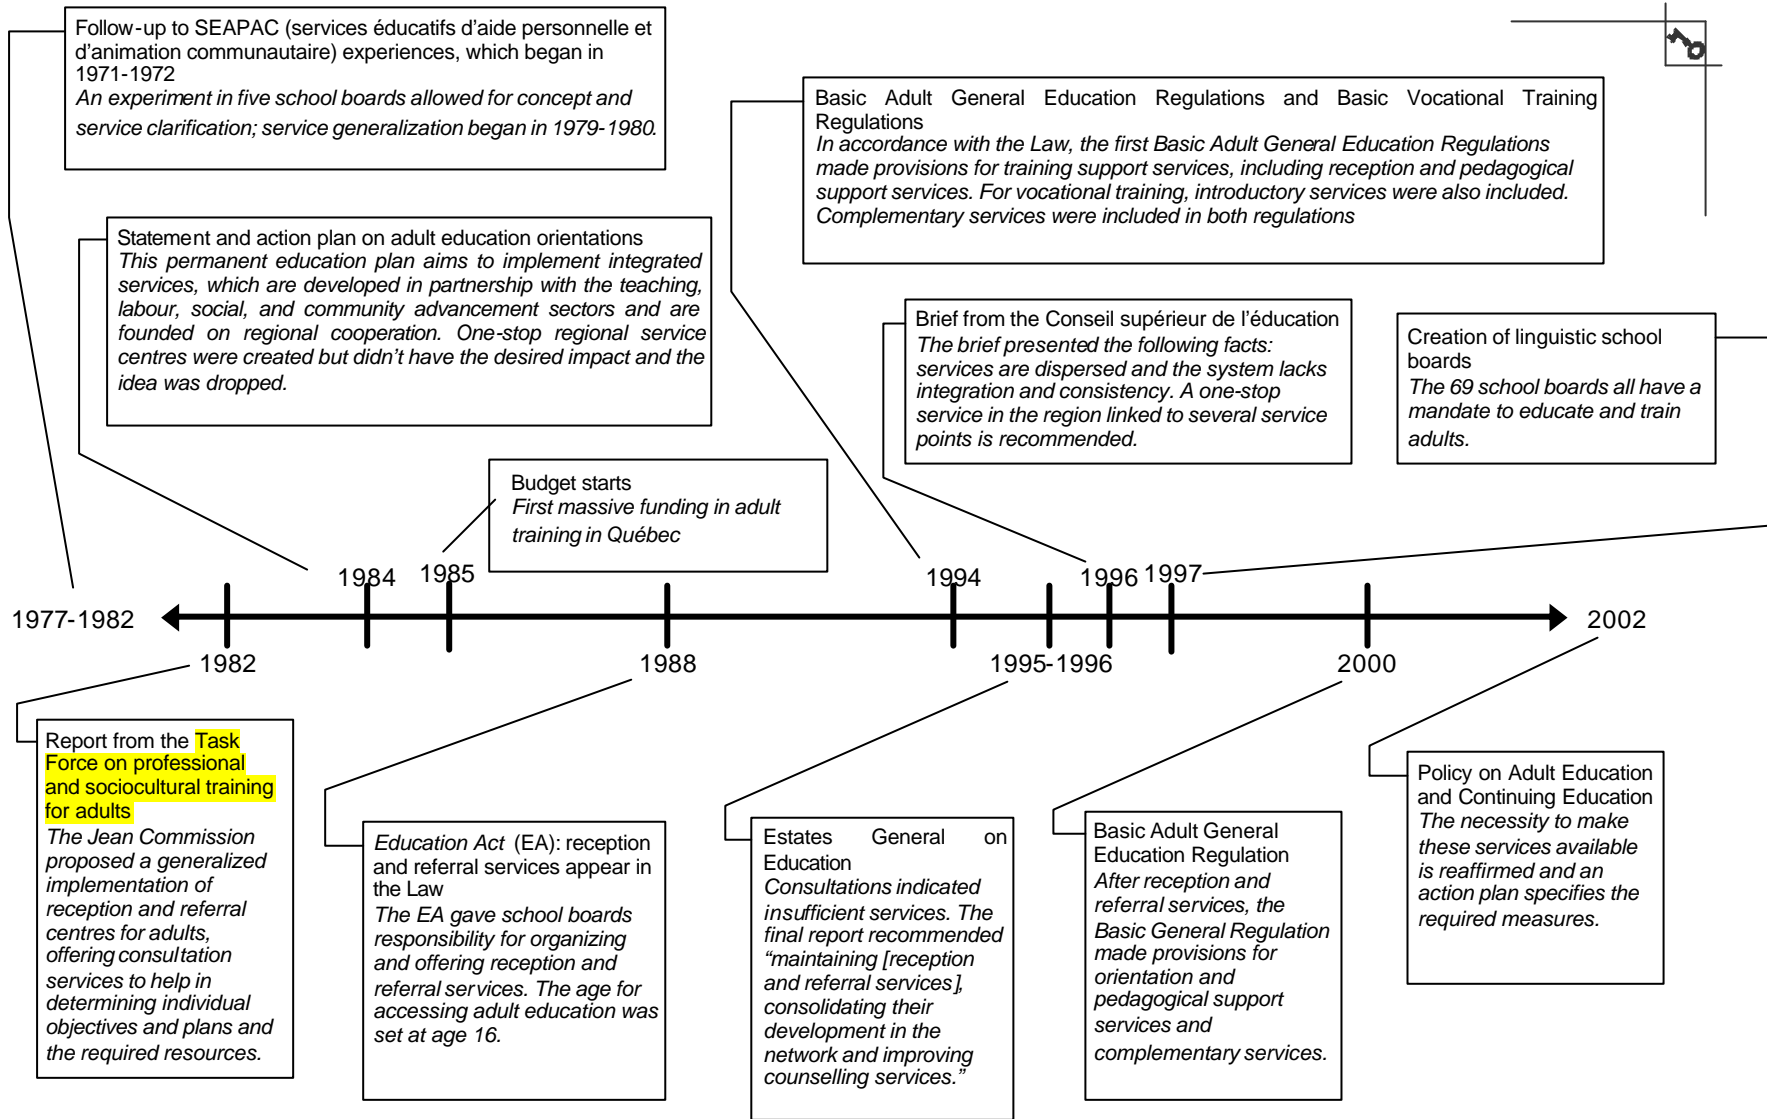 Follow-up to SEAPAC (services éducatifs d'aide personnelle et
d'animation communautaire) experiences, which began in
1971-1972
An experiment in five school boards allowed for concept and
service clarification; service generalization began in 1979-1980.
Basic Adult General Education Regulations and Basic Vocational Training
Regulations
In accordance with the Law, the first Basic Adult General Education Regulations
made provisions for training support services, including reception and pedagogical
support services. For vocational training, introductory services were also included.
Complementary services were included in both regulations
Statement and action plan on adult education orientations
This permanent education plan aims to implement integrated
services, which are developed in partnership with the teaching,
labour, social, and community advancement sectors and are
founded on regional cooperation. One-stop regional service
centres were created but didn't have the desired impact and the
idea was dropped.
Brief from the Conseil supérieur de l'éducation
The brief presented the following facts:
services are dispersed and the system lacks
integration and consistency. A one-stop
service in the region linked to several service
points is recommended.
Creation of linguistic school
boards
The 69 school boards all have a
mandate to educate and train
adults.
Budget starts
First massive funding in adult
training in Québec
1984
1985
1994
1996
1997
1977-1982
2002
1982
1988
1995-1996
2000
Report from the Task
Force on professional
and sociocultural training
for adults
The Jean Commission
proposed a generalized
implementation of
reception and referral
centres for adults,
offering consultation
services to help in
determining individual
objectives and plans and
the required resources.
Education Act (EA): reception
and referral services appear in
the Law
The EA gave school boards
responsibility for organizing
and offering reception and
referral services. The age for
accessing adult education was
set at age 16.
Estates General on
Education
Consultations indicated
insufficient services. The
final report recommended
“maintaining [reception
and referral services],
consolidating their
development in the
network and improving
counselling services.”
Basic Adult General
Education Regulation
After reception and
referral services, the
Basic General Regulation
made provisions for
orientation and
pedagogical support
services and
complementary services.
Policy on Adult Education
and Continuing Education
The necessity to make
these services available
is reaffirmed and an
action plan specifies the
required measures.